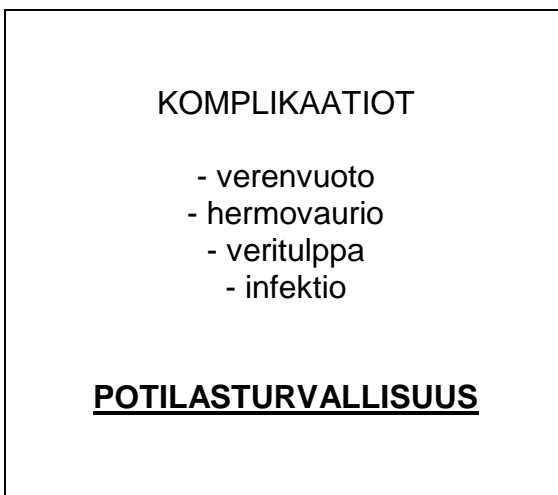 KOMPLIKAATIOT
- verenvuoto
- hermovaurio
- veritulppa
- infektio
POTILASTURVALLISUUS